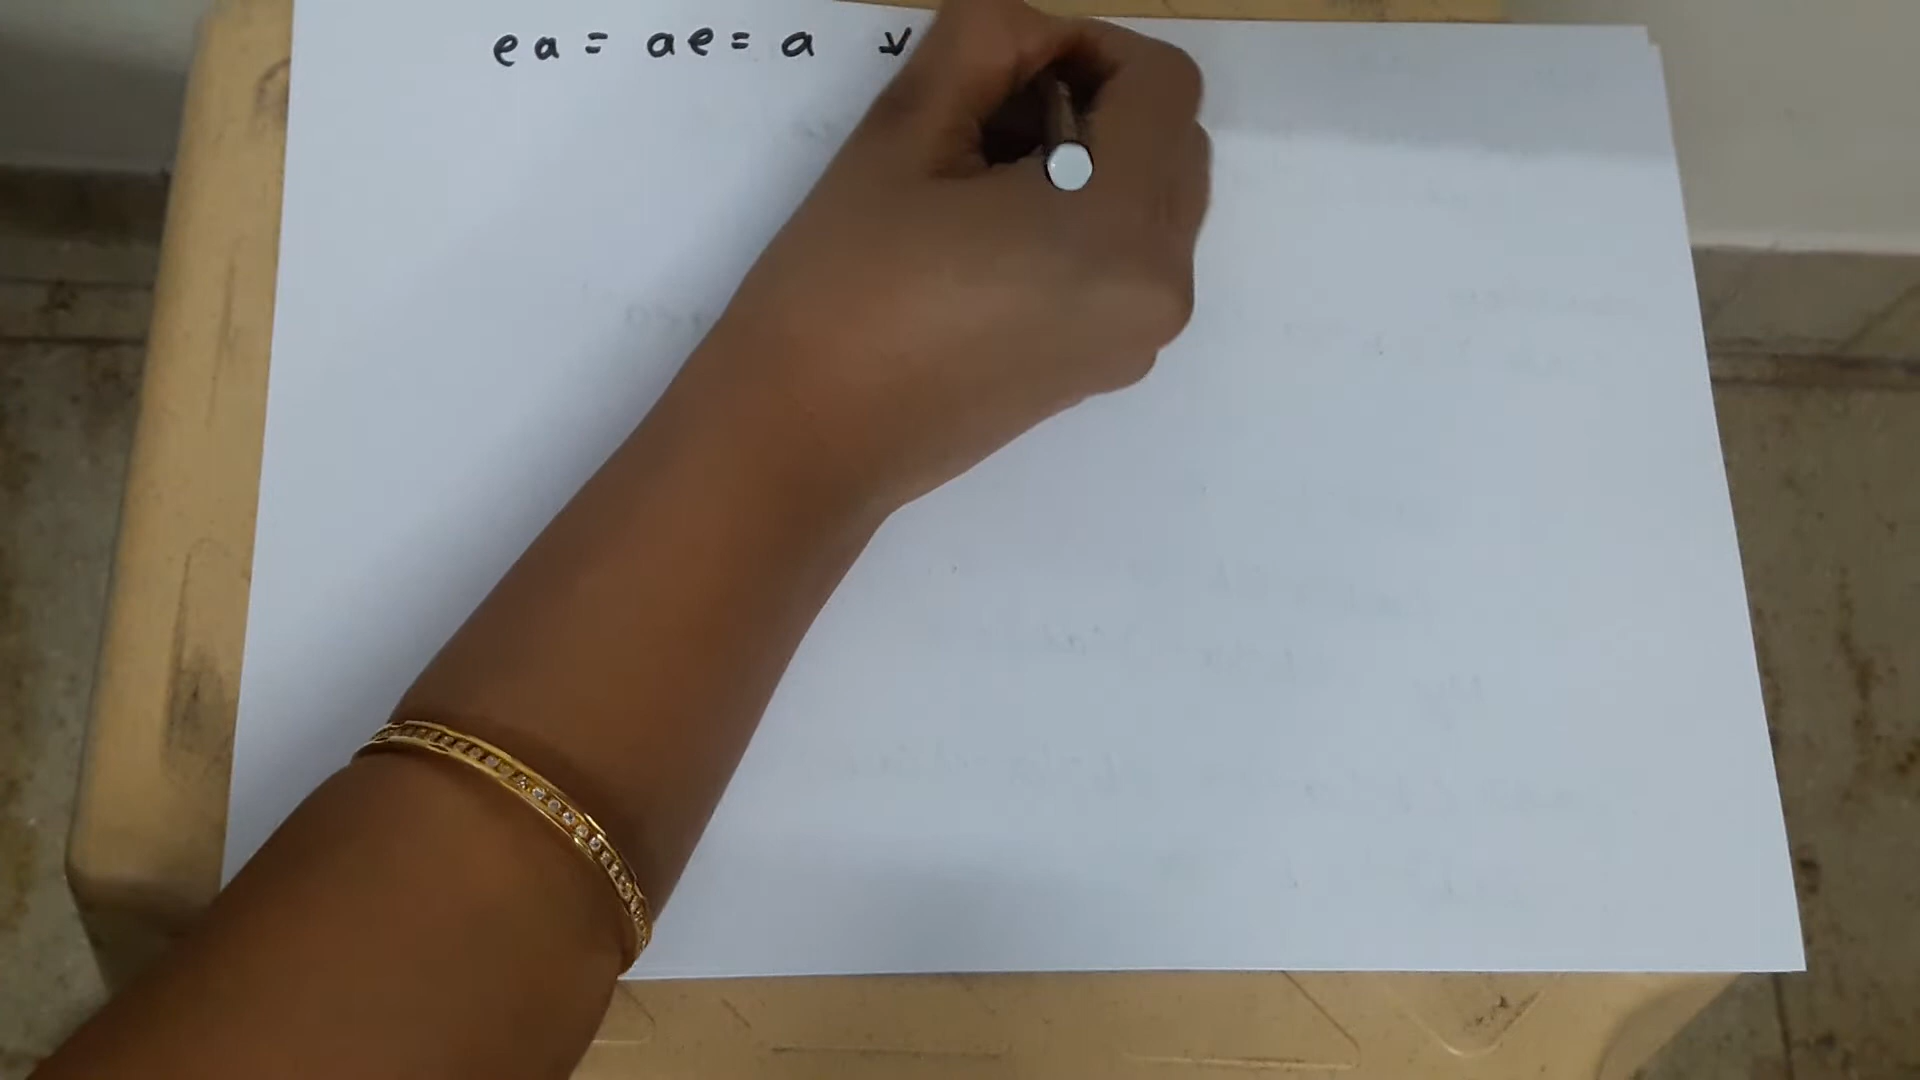 ea = ae = a ∀